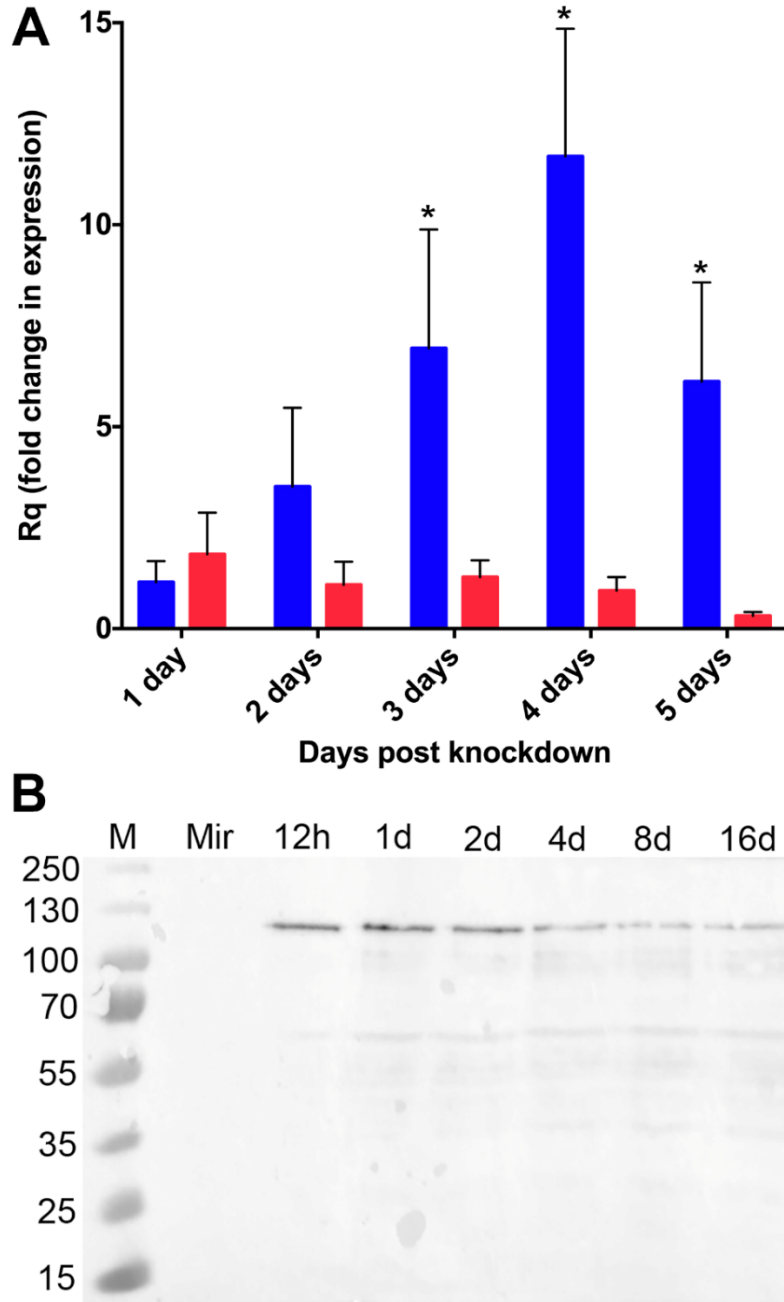 A
15
*
*
*
10
5
0
Rq (fold change in expression)
1 day
2 days
3 days
4 days
5 days
Days post knockdown
B
M Mir 12h 1d 2d 4d 8d 16d
250
130
100
70
55
35
25
15